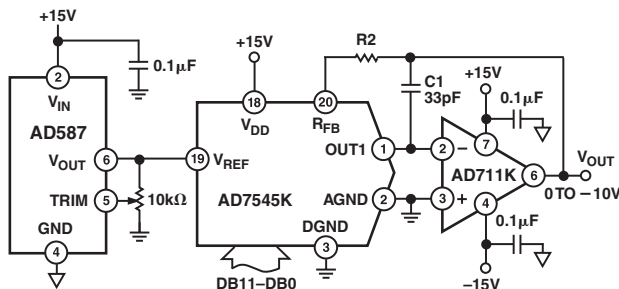 +15V
0.1μF
2
VIN
AD587
VOUT
6
TRIM
5
10kΩ
GND
4
+15V
18
VDD
20
RFB
19
VREF
AD7545K
OUT1
1
AGND
2
DGND
3
DB11–DB0
R2
C1
33pF
+15V
0.1μF
7
2
–
AD711K
6
VOUT
0 TO –10V
3
+
4
0.1μF
–15V